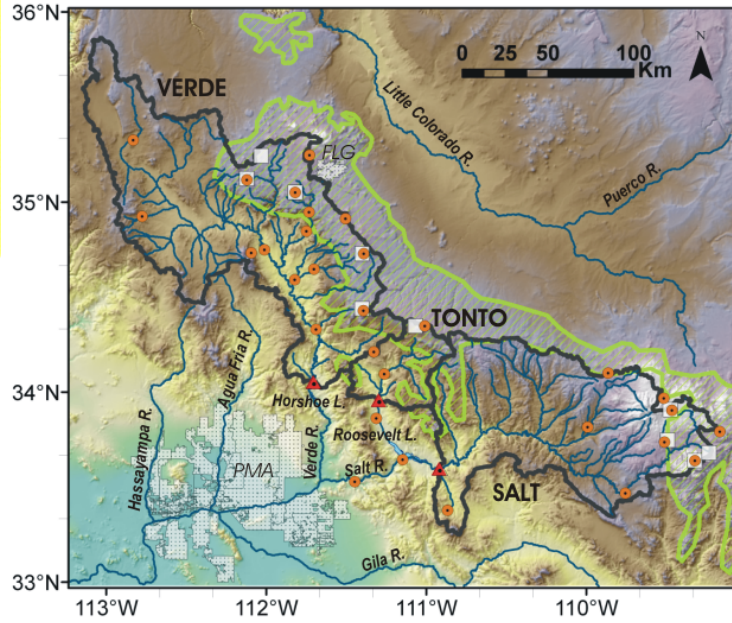 36°N
35°N
34°N
33°N
113°W
112°W
111°W
110°W
0 25 50 100
Km
N
VERDE
FLG
Little Colorado R.
Puerco R.
TONTO
Horshoe L.
Roosevelt L.
Hassayampa R.
Agua Fria R.
PMA
Verde R.
Salt R.
SALT
Gila R.